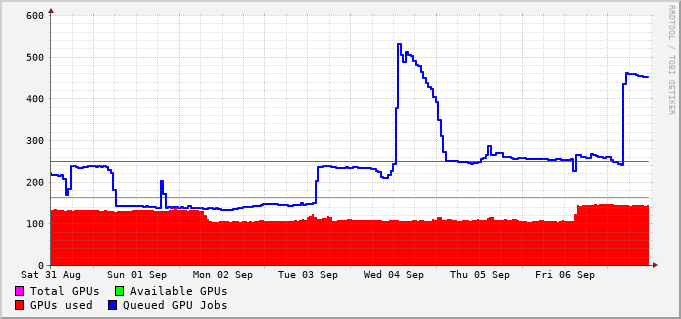 600
500
400
300
200
100
0
Sat 31 Aug Sun 01 Sep Mon 02 Sep Tue 03 Sep Wed 04 Sep Thu 05 Sep Fri 06 Sep
Total GPUs Available GPUs
GPUs used Queued GPU Jobs
RRDTOOL / TOBI OETIKER